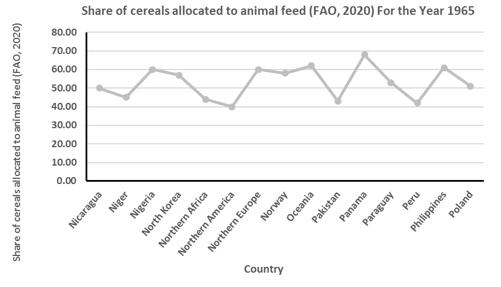 Share of cereals allocated to animal feed (FAO, 2020) For the Year 1965
Share of cereals allocated to animal feed (FAO, 2020)
80.00
70.00
60.00
50.00
40.00
30.00
20.00
10.00
0.00
Nicaragua
Niger
Nigeria
North Korea
Northern Africa
Northern America
Northern Europe
Norway
Oceania
Pakistan
Panama
Paraguay
Peru
Philippines
Poland
Country